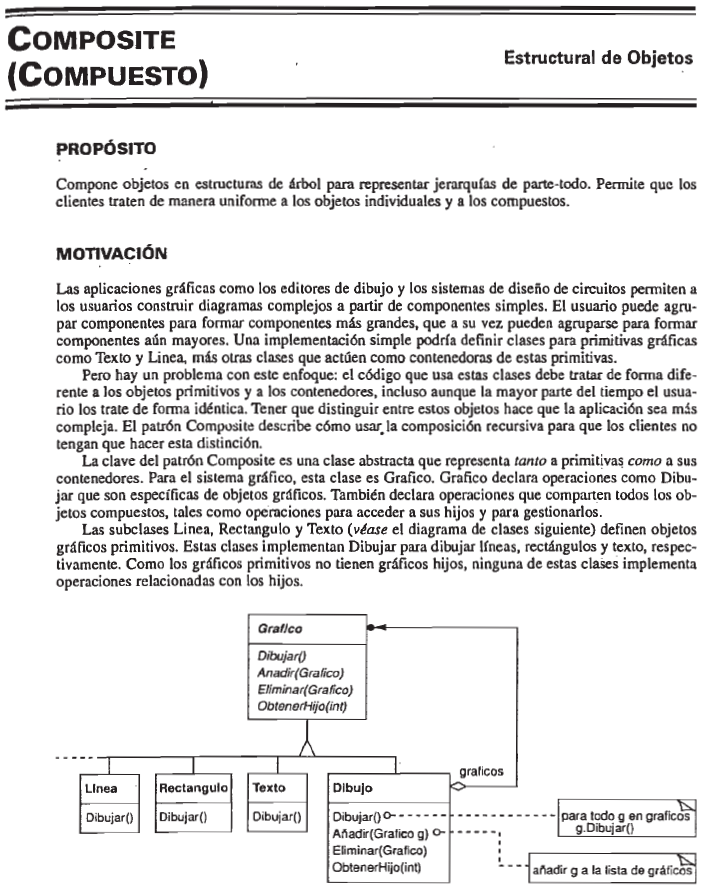 COMPOSITE
(COMPUESTO)
Estructural de Objetos
PROPÓSITO
Compone objetos en estructuras de árbol para representar jerarquías de parte-todo. Permite que los
clientes traten de manera uniforme a los objetos individuales y a los compuestos.
MOTIVACIÓN
Las aplicaciones gráficas como los editores de dibujo y los sistemas de diseño de circuitos permiten a
los usuarios construir diagramas complejos a partir de componentes simples. El usuario puede agru-
par componentes para formar componentes más grandes, que a su vez pueden agruparse para formar
componentes aún mayores. Una implementación simple podría definir clases para primitivas gráficas
como Texto y Linea, más otras clases que actúen como contenedoras de estas primitivas.
Pero hay un problema con este enfoque: el código que usa estas clases debe tratar de forma dife-
rente a los objetos primitivos y a los contenedores, incluso aunque la mayor parte del tiempo el usua-
rio los trate de forma idéntica. Tener que distinguir entre estos objetos hace que la aplicación sea más
compleja. El patrón Composite describe cómo usar la composición recursiva para que los clientes no
tengan que hacer esta distinción.
La clave del patrón Composite es una clase abstracta que representa tanto a primitivas como a sus
contenedores. Para el sistema gráfico, esta clase es Grafico. Grafico declara operaciones como Dibu-
jar que son específicas de objetos gráficos. También declara operaciones que comparten todos los ob-
jetos compuestos, tales como operaciones para acceder a sus hijos y para gestionarlos.
Las subclases Linea, Rectangulo y Texto (véase el diagrama de clases siguiente) definen objetos
gráficos primitivos. Estas clases implementan Dibujar para dibujar líneas, rectángulos y texto, respec-
tivamente. Como los gráficos primitivos no tienen gráficos hijos, ninguna de estas clases implementa
operaciones relacionadas con los hijos.
Grafico
Dibujar()
Anadir(Grafico)
Eliminar(Grafico)
ObtenerHijo(int)
graficos
Linea
Dibujar()
Rectangulo
Dibujar()
Texto
Dibujar()
Dibujo
Dibujar()
Añadir(Grafico g)
Eliminar(Grafico)
ObtenerHijo(int)
para todo g en graficos
g.Dibujar()
añadir g a la lista de gráficos